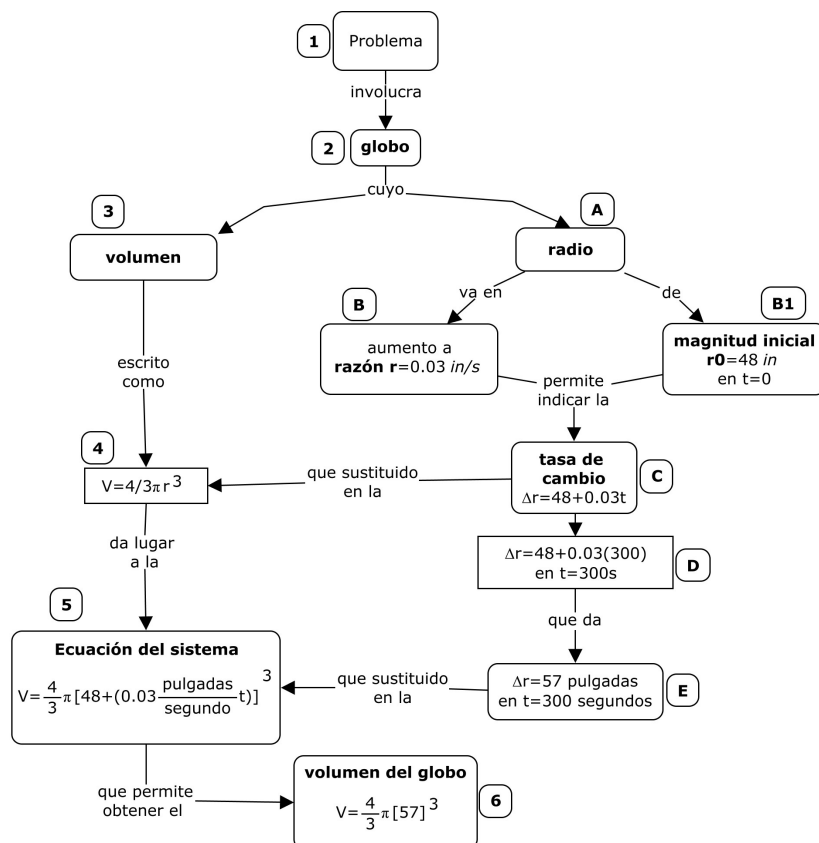 1
Problema
involucra
2
globo
cuyo
3
volumen
A
radio
va en
de
B
aumento a
razón r=0.03 in/s
B1
magnitud inicial
r0=48 in
en t=0
escrito
como
permite
indicar la
4
V=4/3πr³
que sustituido
en la
tasa de
cambio
Δr=48+0.03t
C
da lugar
a la
Δr=48+0.03(300)
en t=300s
D
que da
5
Ecuación del sistema
V=4/3 π[48+(0.03 pulgadas/segundo t)]³
que sustituido
en la
Δr=57 pulgadas
en t=300 segundos
E
que permite
obtener el
volumen del globo
V=4/3 π[57]³
6